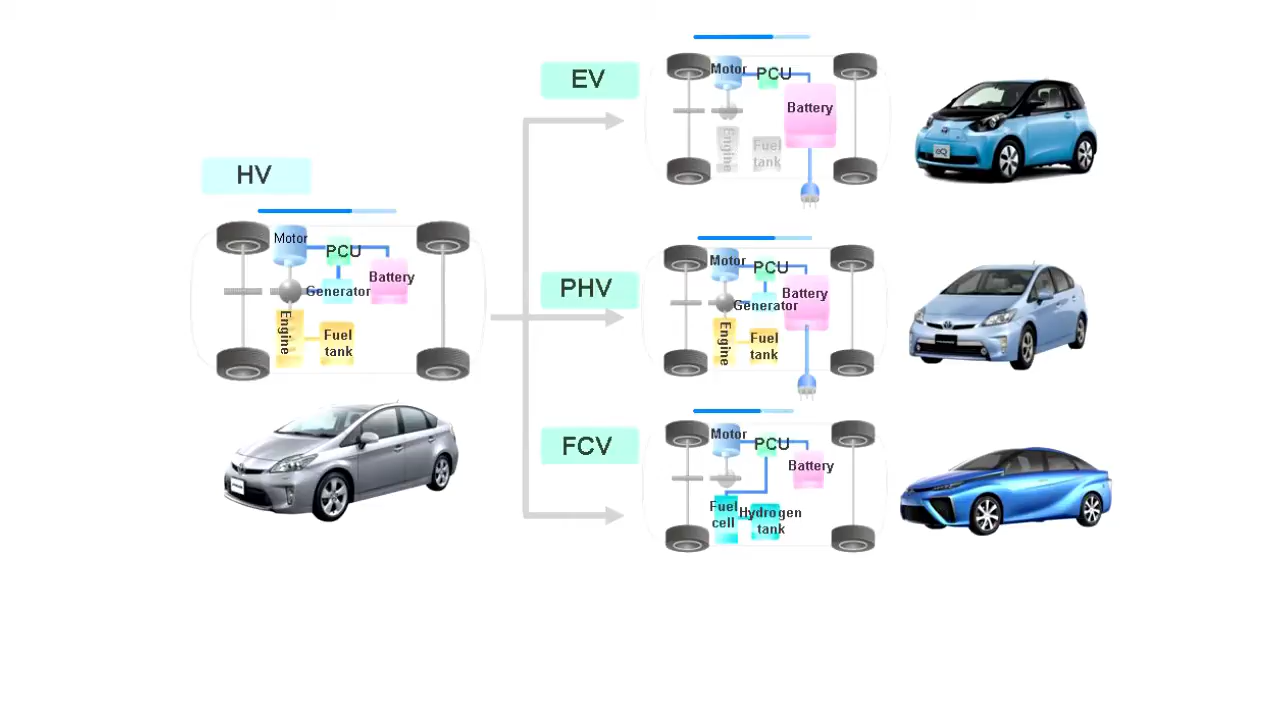 HV
Motor
PCU
Battery
Generator
Engine
Fuel
tank
EV
Motor
PCU
Battery
Engine
Fuel
tank
PHV
Motor
PCU
Battery
Generator
Engine
Fuel
tank
FCV
Motor
PCU
Battery
Fuel
cell
Hydrogen
tank